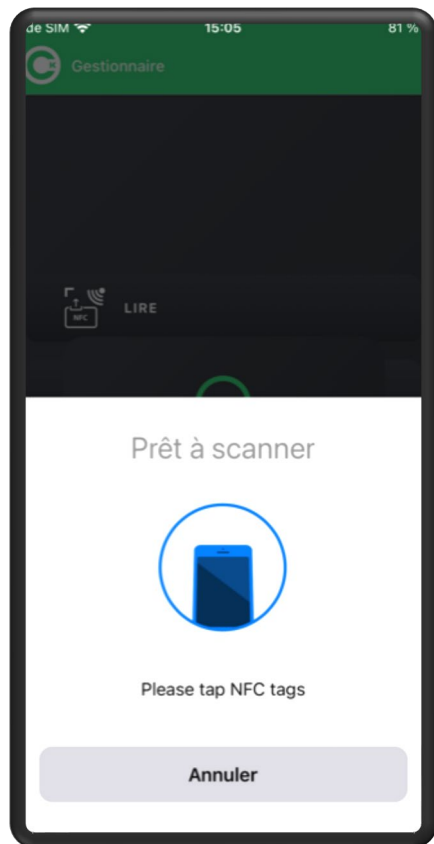 de SIM 15:05 81 %
Gestionnaire
NFC
LIRE
Prêt à scanner
Please tap NFC tags
Annuler